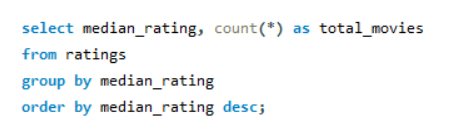 select median_rating, count(*) as total_movies
from ratings
group by median_rating
order by median_rating desc;